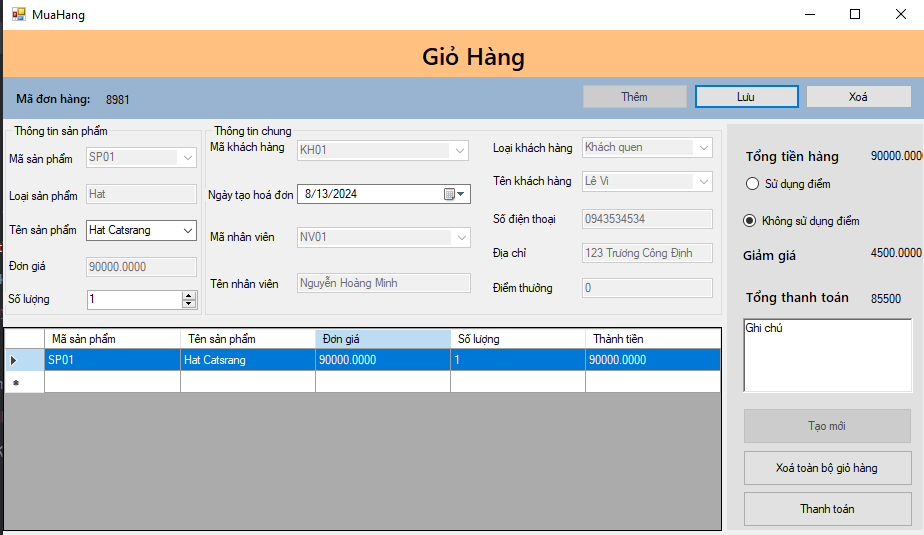 MuaHang
Giỏ Hàng
Mã đơn hàng: 8981
Thêm
Lưu
Xoá
Thông tin sản phẩm
Mã sản phẩm SP01
Loại sản phẩm Hat
Tên sản phẩm Hat Catsrang
Đơn giá 90000.0000
Số lượng 1
Thông tin chung
Mã khách hàng KH01
Ngày tạo hoá đơn 8/13/2024
Mã nhân viên NV01
Tên nhân viên Nguyễn Hoàng Minh
Loại khách hàng Khách quen
Tên khách hàng Lê Vi
Số điện thoại 0943534534
Địa chỉ 123 Trương Công Định
Điểm thưởng 0
Tổng tiền hàng 90000.000
Sử dụng điểm
Không sử dụng điểm
Giảm giá 4500.0000
Tổng thanh toán 85500
Ghi chú
Tạo mới
Xoá toàn bộ giỏ hàng
Thanh toán
Mã sản phẩm Tên sản phẩm Đơn giá Số lượng Thành tiền
SP01 Hat Catsrang 90000.0000 1 90000.0000